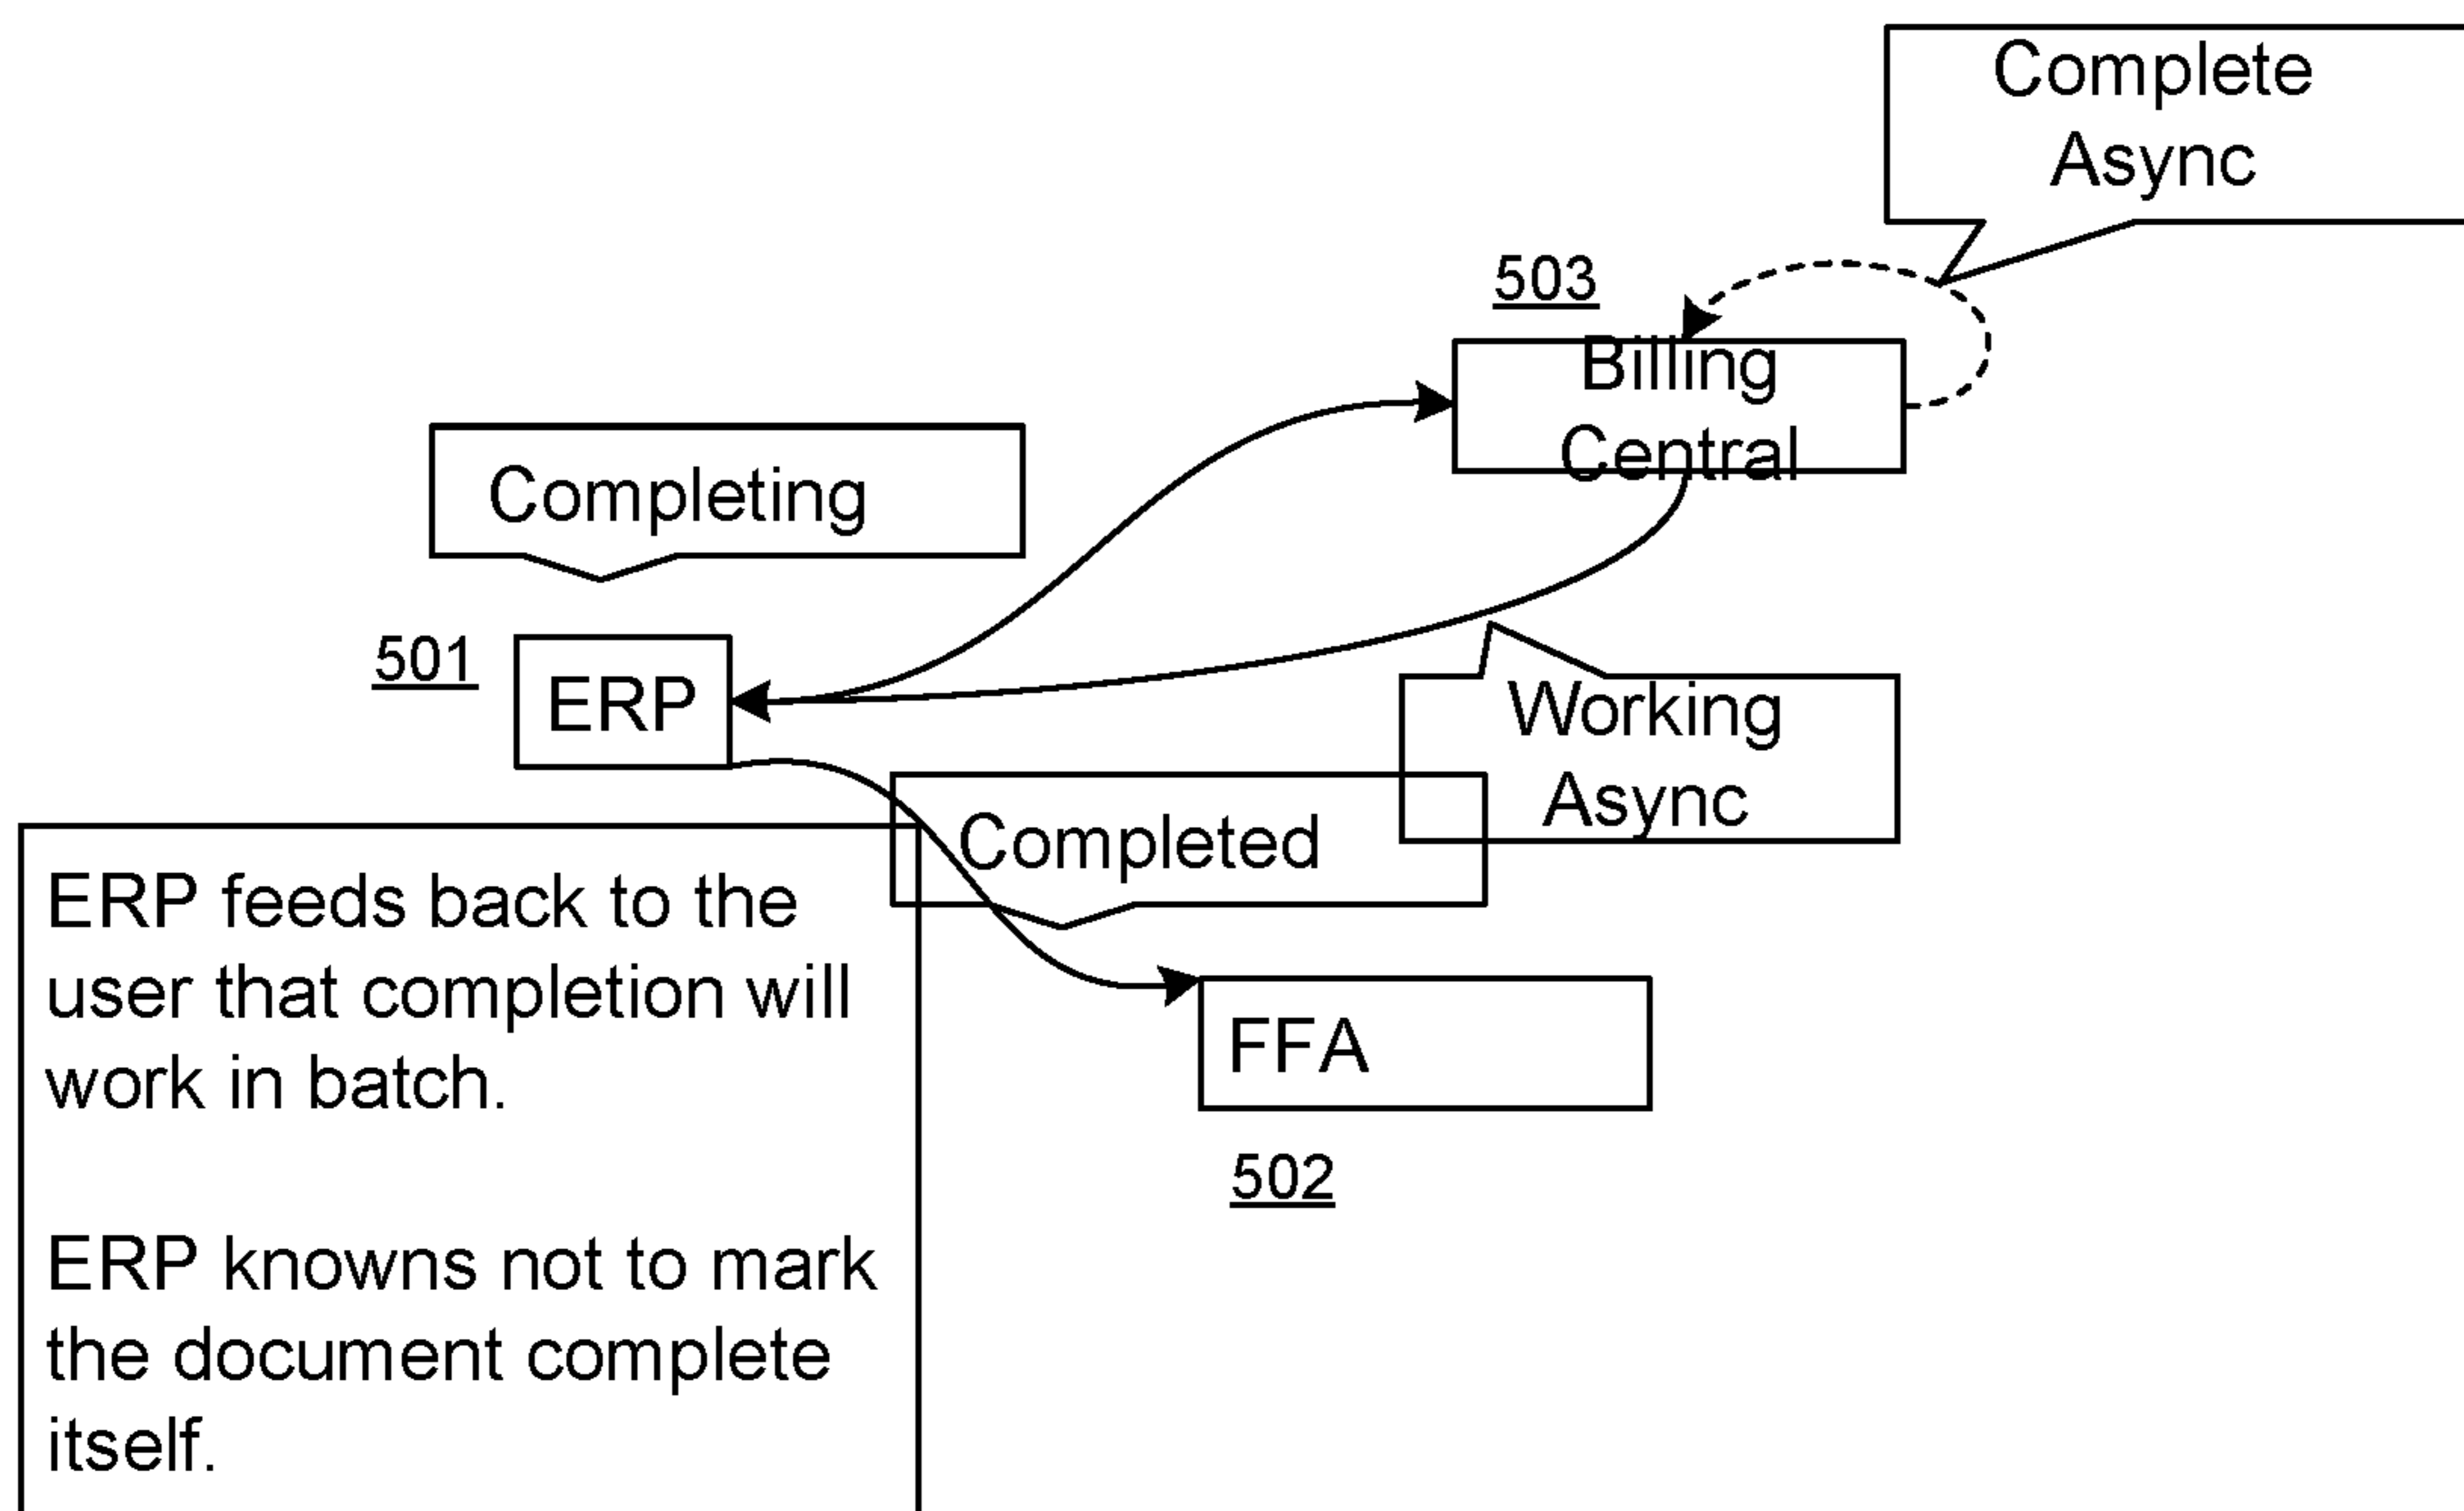 Complete
Async
503
Billing
Central
Completing
501
ERP
Working
Async
Completed
ERP feeds back to the
user that completion will
work in batch.
ERP knowns not to mark
the document complete
itself.
FFA
502